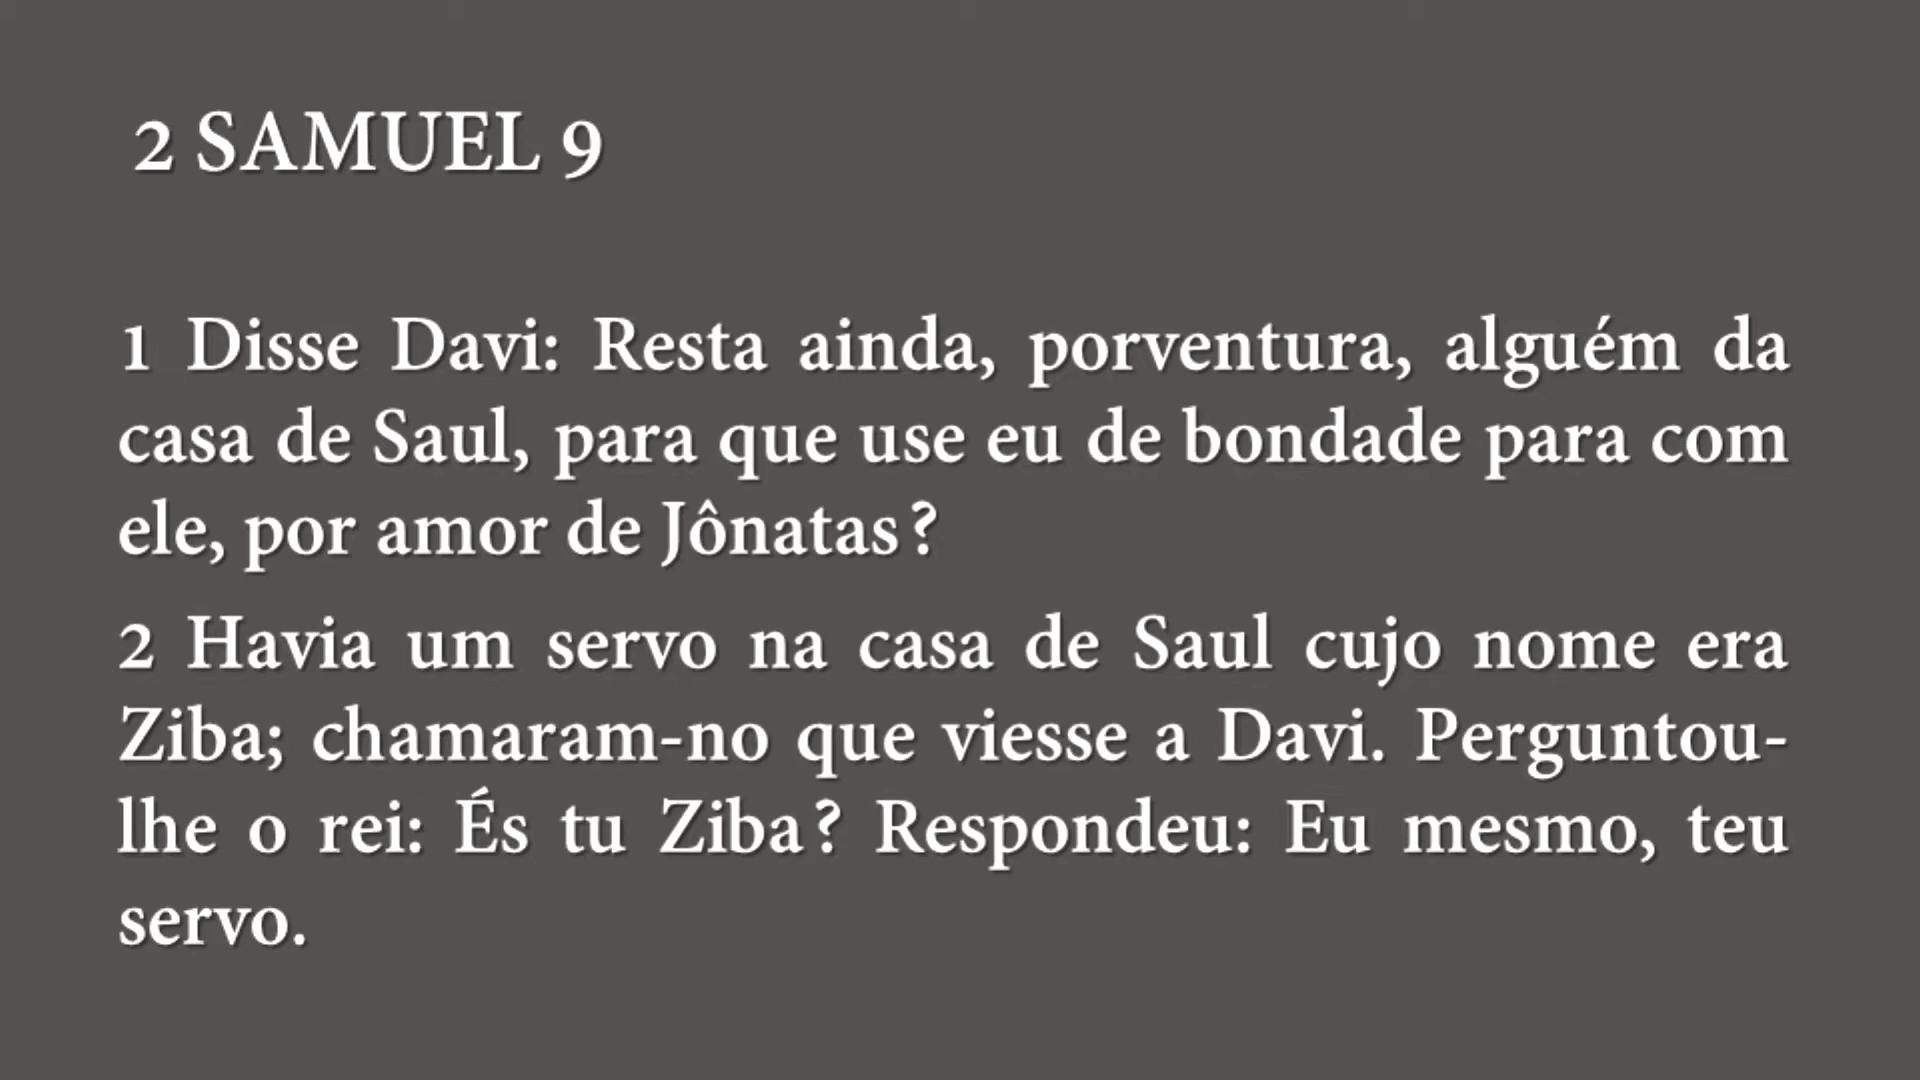 2 SAMUEL 9
1 Disse Davi: Resta ainda, porventura, alguém da
casa de Saul, para que use eu de bondade para com
ele, por amor de Jônatas?
2 Havia um servo na casa de Saul cujo nome era
Ziba; chamaram-no que viesse a Davi. Perguntou-
lhe o rei: És tu Ziba? Respondeu: Eu mesmo, teu
servo.